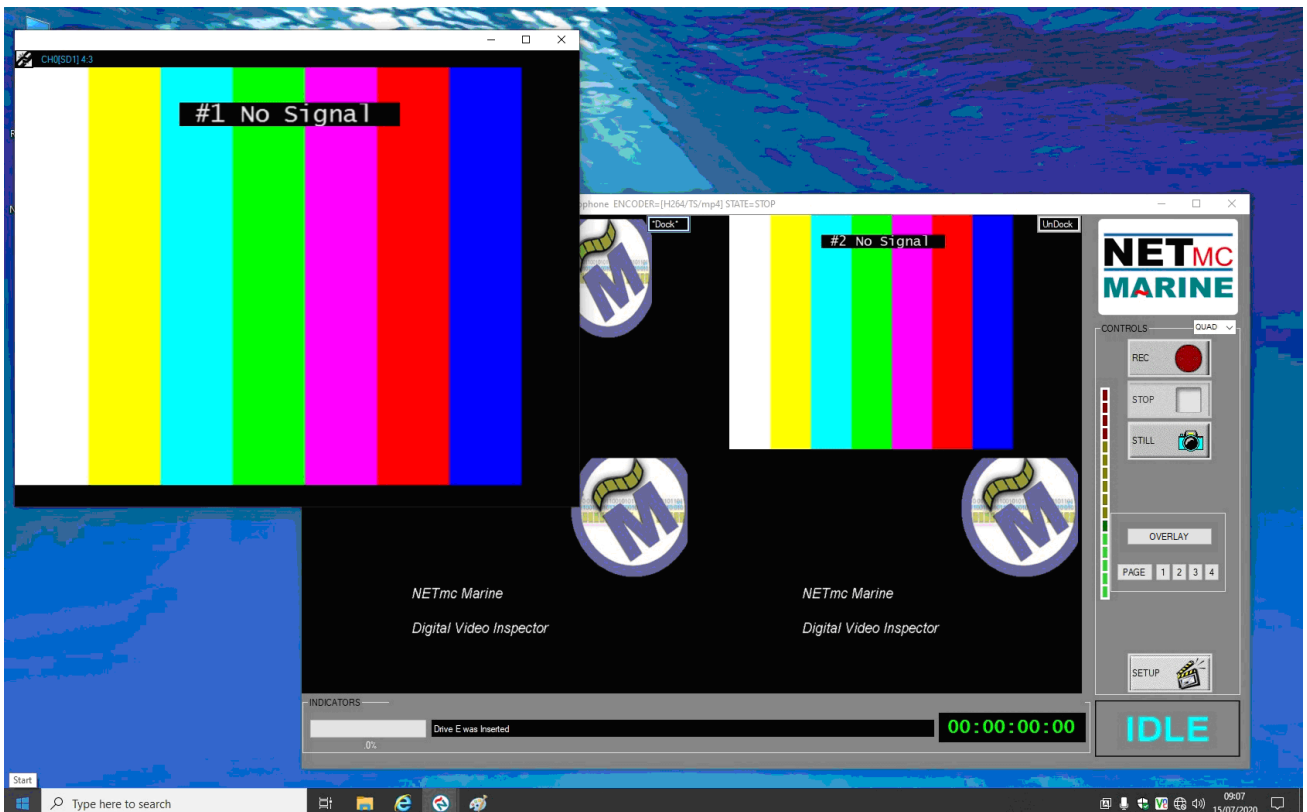 CH0[SD1] 4:3
#1 No Signal
ophone ENCODER=[H264/TS/mp4] STATE=STOP
*Dock*
#2 No Signal
UnDock
NETMC
MARINE
CONTROLS
QUAD
REC
STOP
STILL
OVERLAY
PAGE 1 2 3 4
NETmc Marine
Digital Video Inspector
NETmc Marine
Digital Video Inspector
SETUP
INDICATORS
Drive E was Inserted
00:00:00:00
.0%
IDLE
Start
Type here to search
09:07
15/07/2020